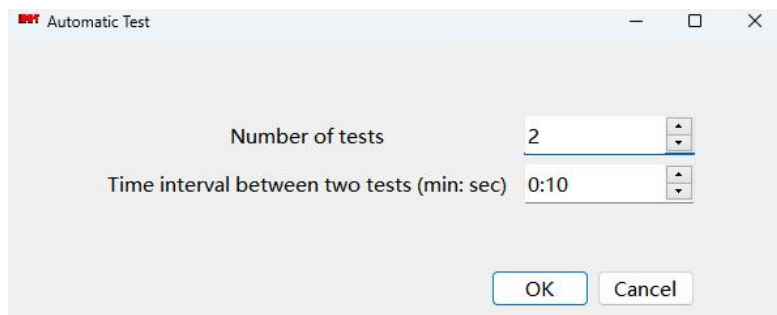 Automatic Test
Number of tests 2
Time interval between two tests (min: sec) 0:10
OK Cancel